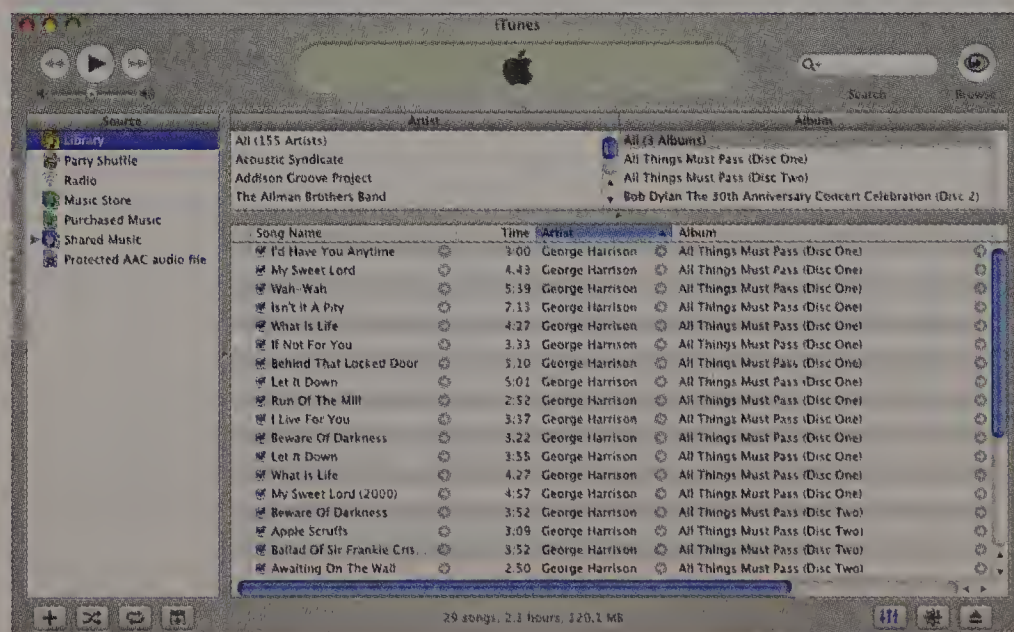 iTunes
Search
Browse
Source
Library
Party Shuffle
Radio
Music Store
Purchased Music
Shared Music
Protected AAC audio file
Artist
All (155 Artists)
Acoustic Syndicate
Addison Groove Project
The Allman Brothers Band
Album
All (3 Albums)
All Things Must Pass (Disc One)
All Things Must Pass (Disc Two)
Bob Dylan The 30th Anniversary Concert Celebration (Disc 2)
Song Name Time Artist Album
I'd Have You Anytime 3:00 George Harrison All Things Must Pass (Disc One)
My Sweet Lord 4:43 George Harrison All Things Must Pass (Disc One)
Wah-Wah 5:39 George Harrison All Things Must Pass (Disc One)
Isn't It A Pity 7:13 George Harrison All Things Must Pass (Disc One)
What Is Life 4:27 George Harrison All Things Must Pass (Disc One)
If Not For You 3:33 George Harrison All Things Must Pass (Disc One)
Behind That Locked Door 3:10 George Harrison All Things Must Pass (Disc One)
Let It Down 5:01 George Harrison All Things Must Pass (Disc One)
Run Of The Mill 2:52 George Harrison All Things Must Pass (Disc One)
I Live For You 3:37 George Harrison All Things Must Pass (Disc One)
Beware Of Darkness 3:22 George Harrison All Things Must Pass (Disc One)
Let It Down 3:55 George Harrison All Things Must Pass (Disc One)
What Is Life 4:27 George Harrison All Things Must Pass (Disc One)
My Sweet Lord (2000) 4:57 George Harrison All Things Must Pass (Disc One)
Beware Of Darkness 3:52 George Harrison All Things Must Pass (Disc Two)
Apple Scruffs 3:09 George Harrison All Things Must Pass (Disc Two)
Ballad Of Sir Frankie Cris... 3:52 George Harrison All Things Must Pass (Disc Two)
Awaiting On The Wall 2:50 George Harrison All Things Must Pass (Disc Two)
29 songs, 2.1 hours, 120.1 MB